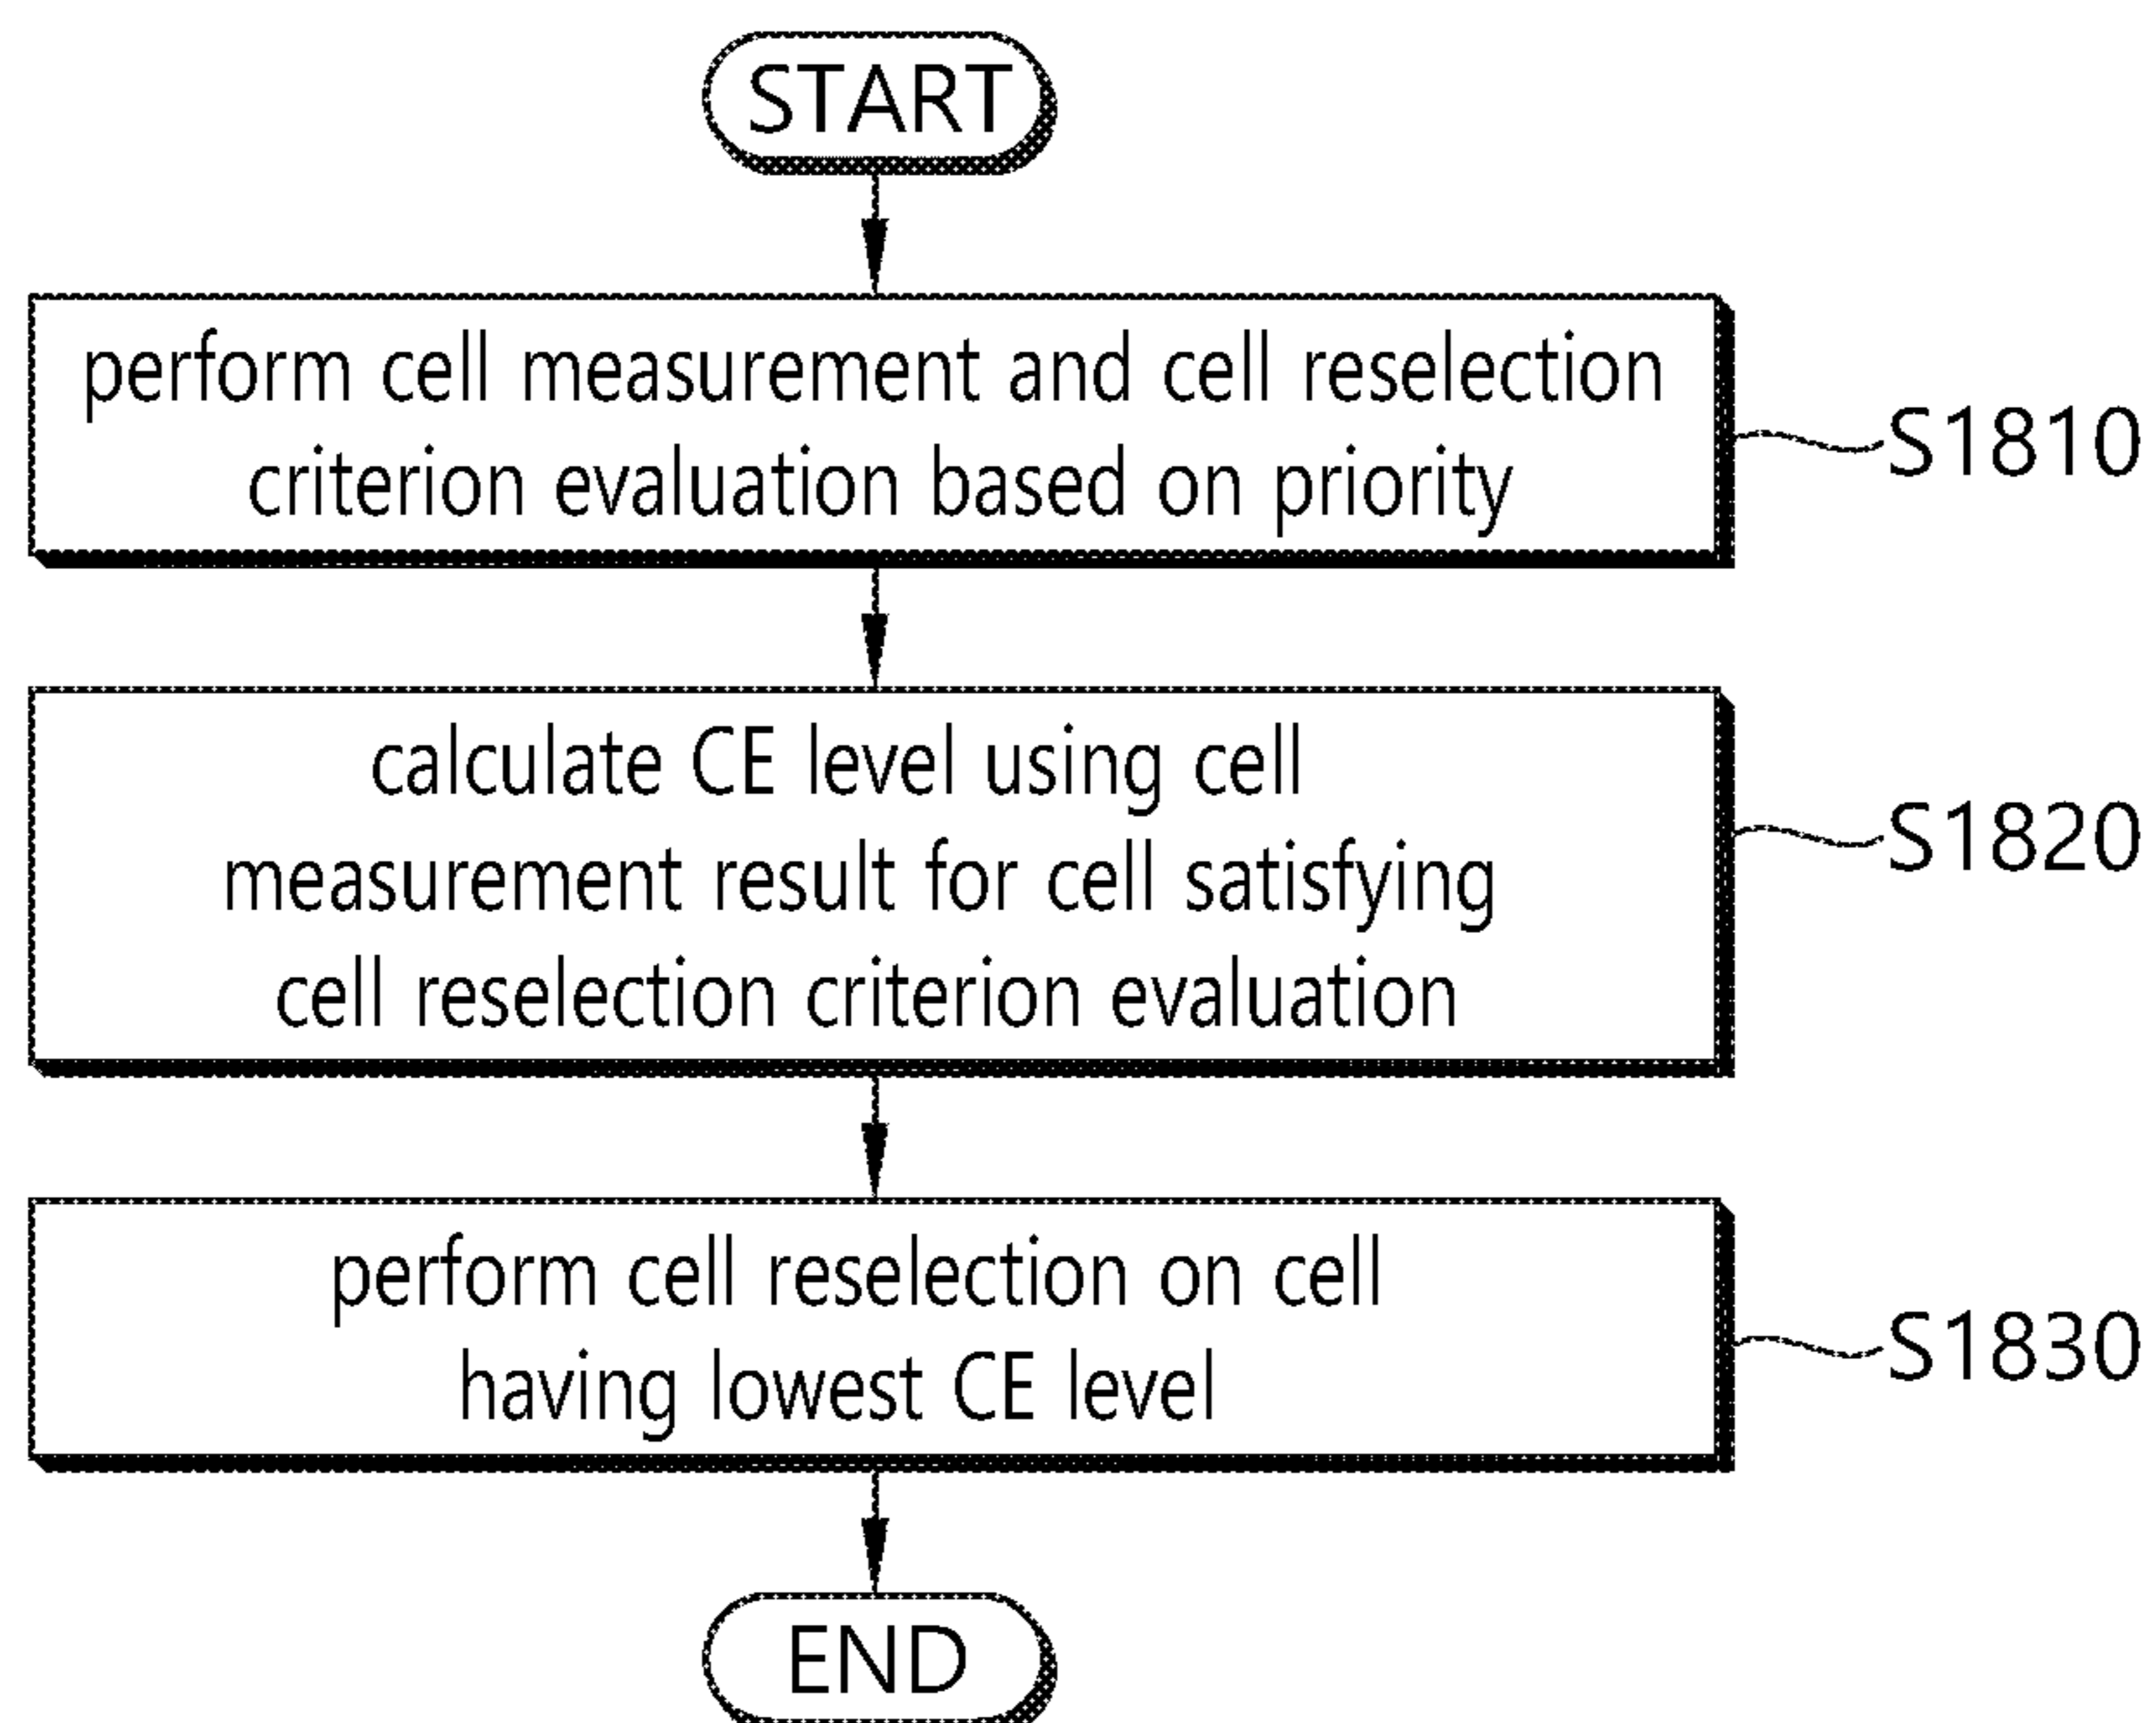 START
perform cell measurement and cell reselection
criterion evaluation based on priority
S1810
calculate CE level using cell
measurement result for cell satisfying
cell reselection criterion evaluation
S1820
perform cell reselection on cell
having lowest CE level
S1830
END